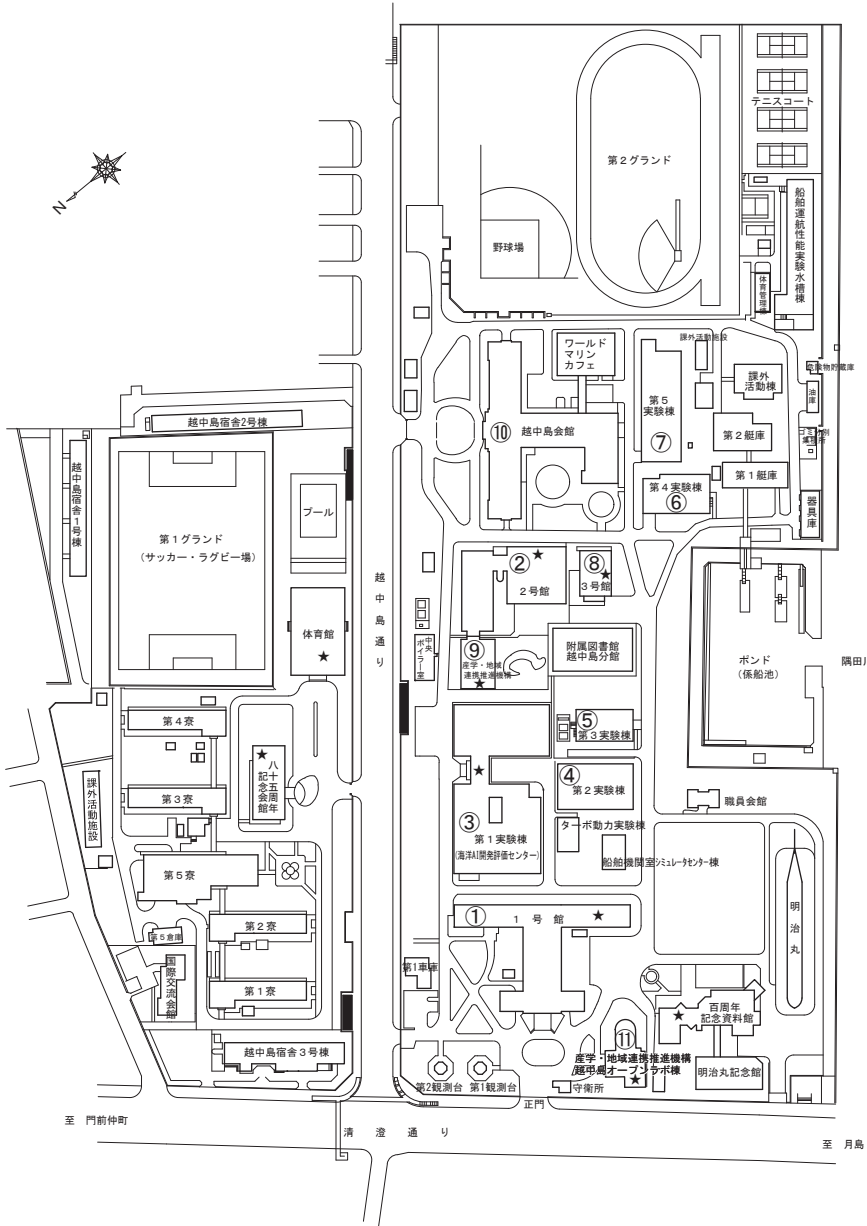 テニスコート
第2グランド
船舶運航性能実験水槽棟
野球場
N
課外活動施設
ワールド
マリン
カフェ
危険物貯蔵庫
課外
活動棟
第5
実験棟
油庫
越中島宿舎2号棟
⑩
越中島会館
⑦
第2艇庫
越中島宿舎1号棟
第4実験棟
第1艇庫
⑥
器具庫
プール
第1グランド
(サッカー・ラグビー場)
②
2号館
⑧
3号館
越中島通り
体育館
★
中央
ボイラー室
⑨
産学・地域
連携推進機構
★
附属図書館
越中島分館
ポンド
(係船池)
隅田川
第4寮
⑤
第3実験棟
★
八十五周年
記念会館
★
④
第2実験棟
第3寮
課外活動施設
職員会館
③
第1実験棟
(海洋AI開発評価センター)
ターボ動力実験棟
船舶機関室シミュレータセンター棟
第5寮
明治丸
①
1号館
★
第2寮
第5倉庫
国際交流会館
第1車庫
第1寮
百周年
記念資料館
★
⑪
産学・地域連携推進機構
越中島オープンラボ棟
★
越中島宿舎3号棟
明治丸記念館
第2観測台
第1観測台
守衛所
正門
至 門前仲町
清澄通り
至 月島